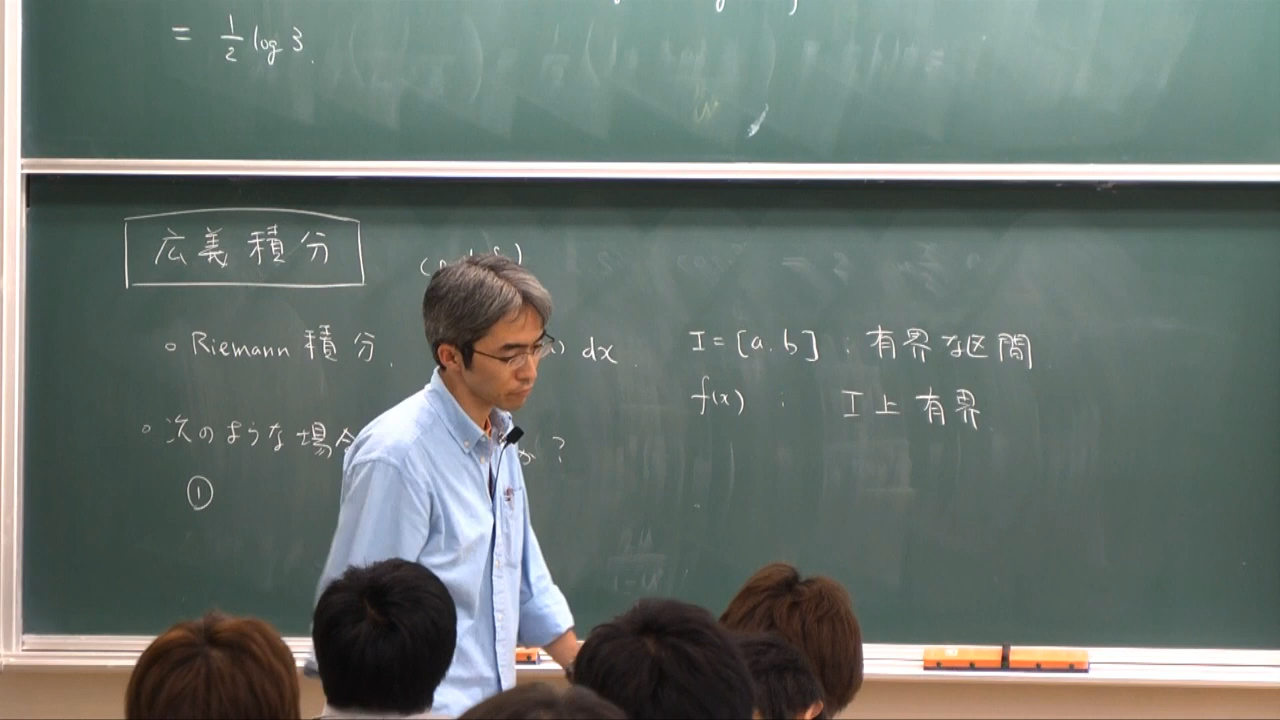 = 1/2 log 3.
広義積分
。Riemann 積分. dx. I = [a, b] : 有界な区間
f(x) : I 上 有界.
。次のような場合 ?
①